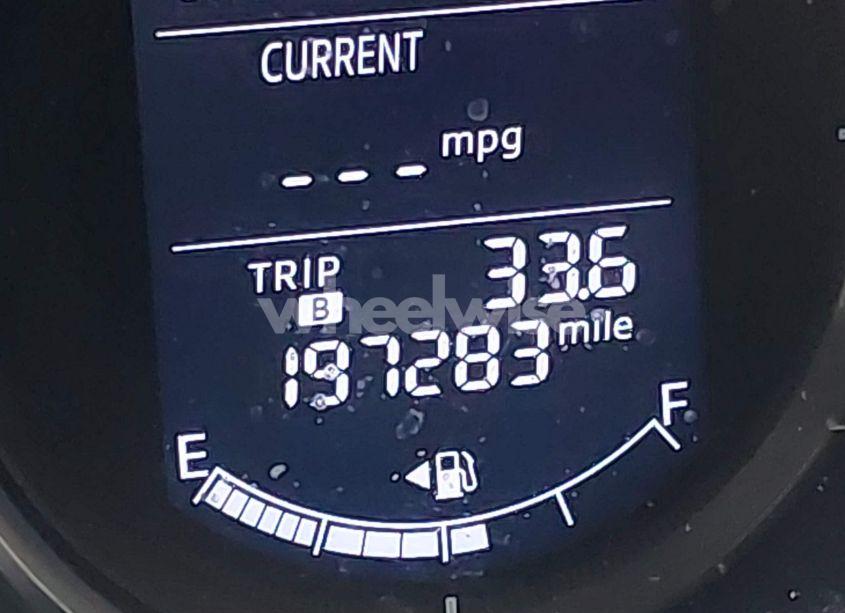 CURRENT
--- mpg
TRIP B 33.6
197283 mile
wheelwise
E F